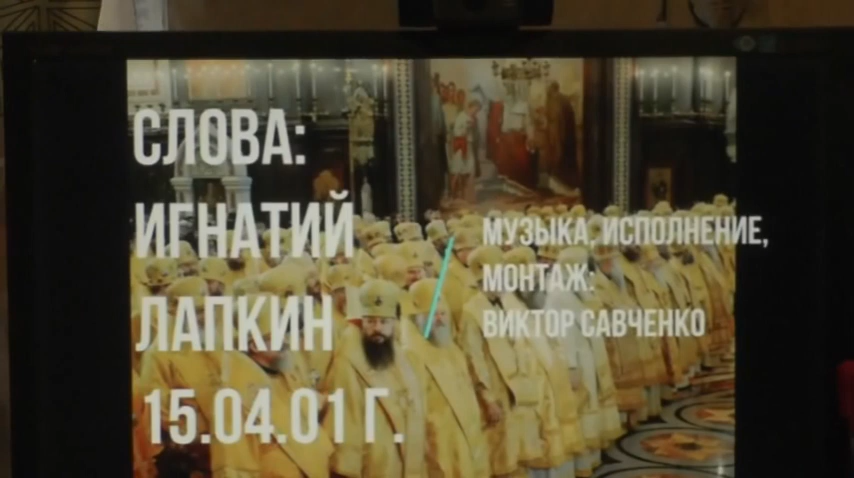 СЛОВА:
ИГНАТИЙ
ЛАПКИН
15.04.01 Г.
МУЗЫКА, ИСПОЛНЕНИЕ,
МОНТАЖ:
ВИКТОР САВЧЕНКО